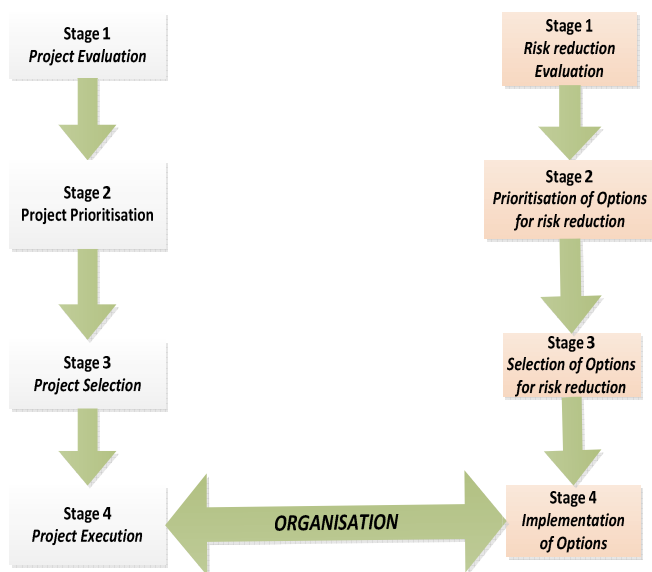 Stage 1
Project Evaluation
Stage 2
Project Prioritisation
Stage 3
Project Selection
Stage 4
Project Execution
ORGANISATION
Stage 1
Risk reduction
Evaluation
Stage 2
Prioritisation of Options
for risk reduction
Stage 3
Selection of Options
for risk reduction
Stage 4
Implementation
of Options